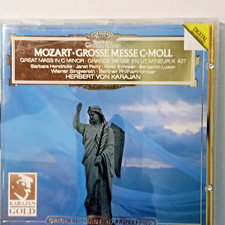 DIGITAL
MOZART · GROSSE MESSE C-MOLL
GREAT MASS IN C MINOR · GRANDE MESSE EN UT MINEUR, K. 427
Barbara Hendricks · Janet Perry · Peter Schreier · Benjamin Luxon
Wiener Singverein · Berliner Philharmoniker
HERBERT VON KARAJAN
KARAJAN
GOLD